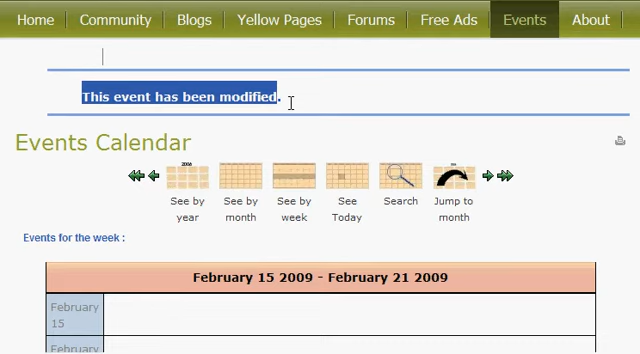 Home Community Blogs Yellow Pages Forums Free Ads Events About
This event has been modified.
Events Calendar
See by year
See by month
See by week
See Today
Search
Jump to month
Events for the week :
February 15 2009 - February 21 2009
February
15
February